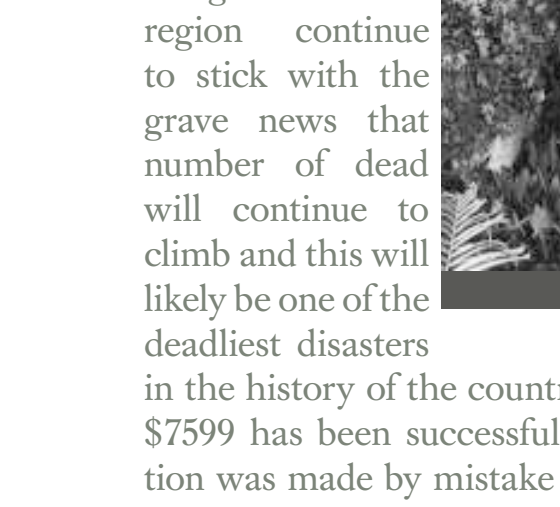 region continue
to stick with the
grave news that
number of dead
will continue to
climb and this will
likely be one of the
deadliest disasters
in the history of the
$7599 has been
tion was made by mistake